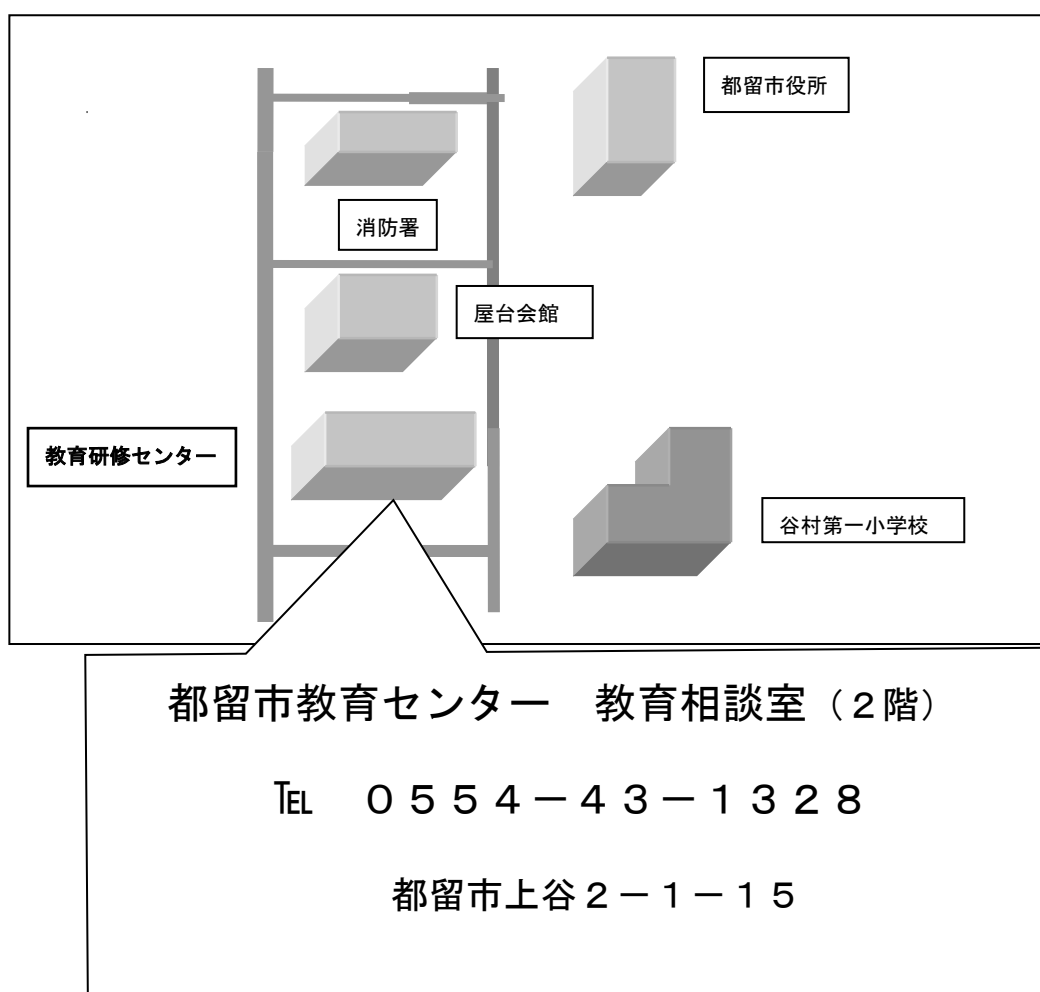 都留市役所
消防署
屋台会館
教育研修センター
谷村第一小学校
都留市教育センター　教育相談室（２階）
℡　０５５４－４３－１３２８
都留市上谷２－１－１５